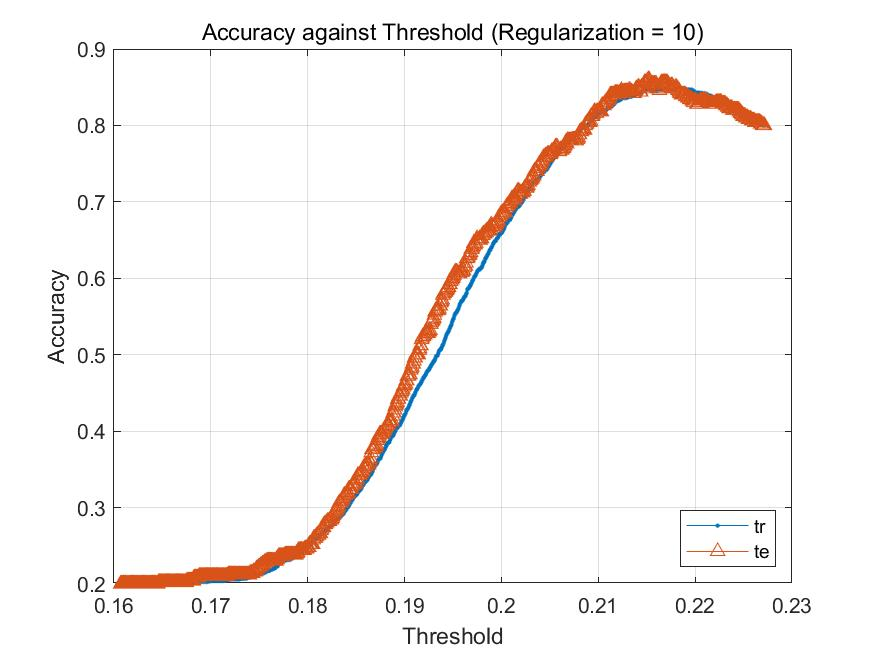 Accuracy against Threshold (Regularization = 10)
0.9
0.8
0.7
0.6
0.5
0.4
0.3
0.2
Accuracy
tr
te
0.16 0.17 0.18 0.19 0.2 0.21 0.22 0.23
Threshold